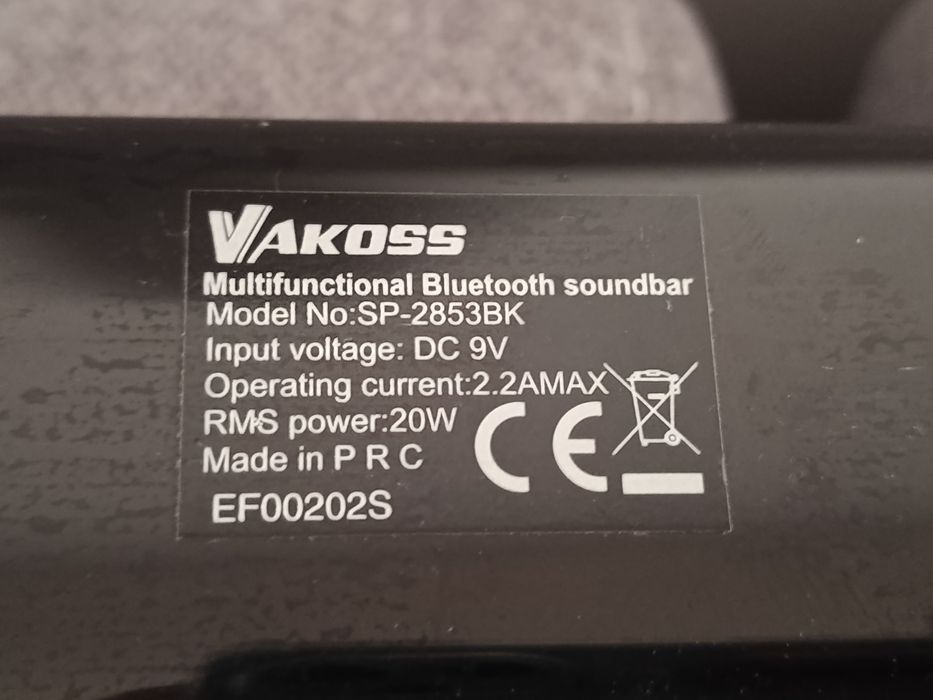 VAKOSS
Multifunctional Bluetooth soundbar
Model No:SP-2853BK
Input voltage: DC 9V
Operating current:2.2AMAX
RMS power:20W
Made in P R C
CE
EF00202S